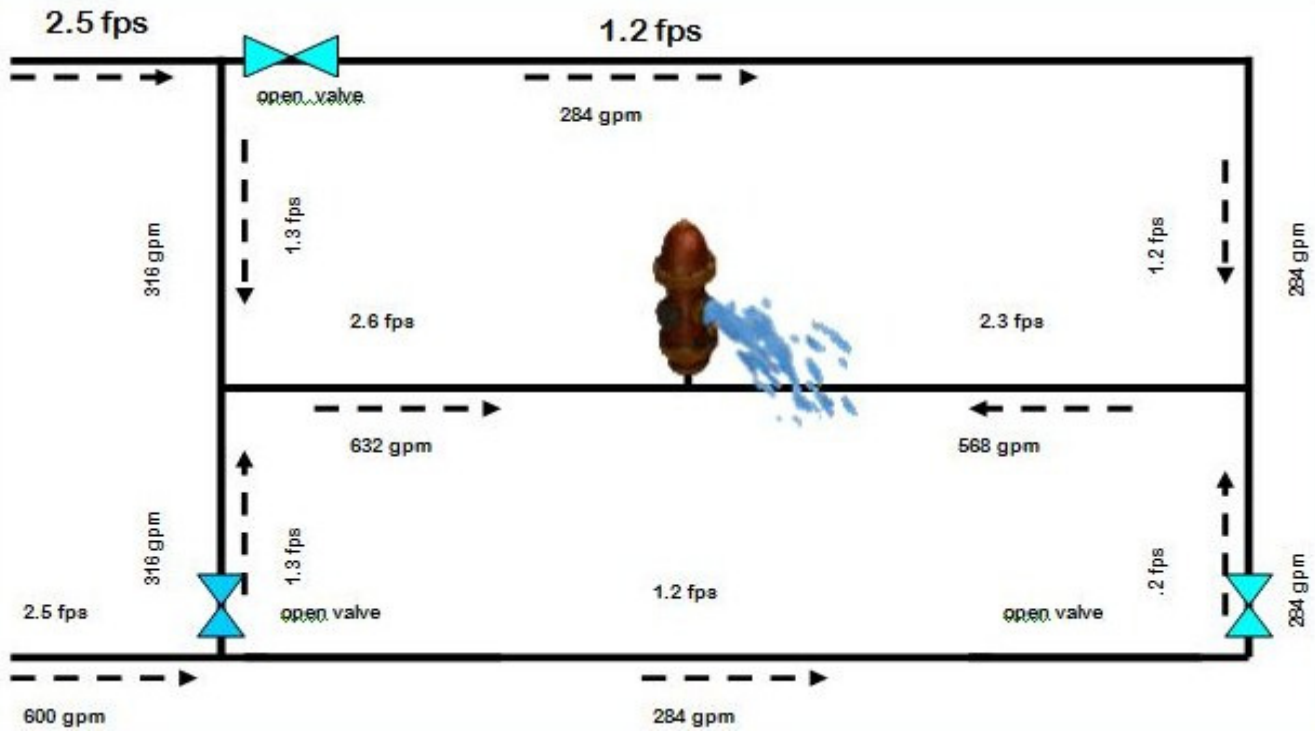 2.5 fps
1.2 fps
open valve
284 gpm
316 gpm
1.3 fps
1.2 fps
284 gpm
2.6 fps
2.3 fps
632 gpm
568 gpm
316 gpm
1.3 fps
.2 fps
284 gpm
2.5 fps
open valve
1.2 fps
open valve
600 gpm
284 gpm